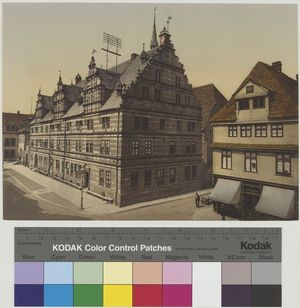 KODAK Color Control Patches
Kodak
Blue Cyan Green Yellow Red Magenta White 3/Color Black